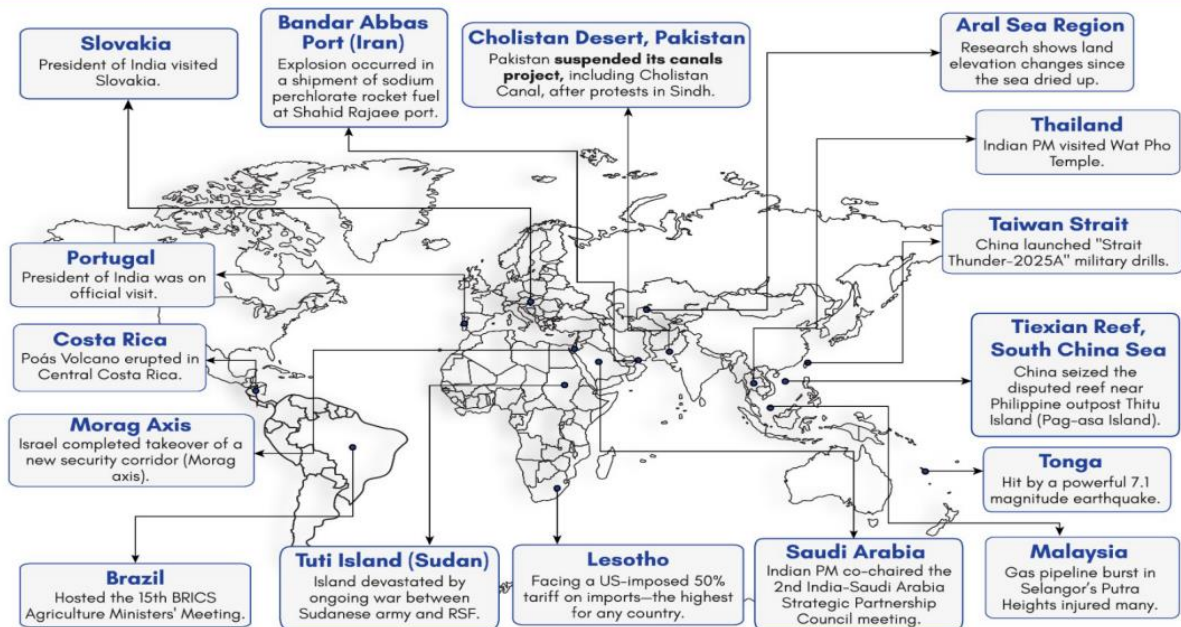 Slovakia
President of India visited
Slovakia.
Bandar Abbas
Port (Iran)
Explosion occurred in
a shipment of sodium
perchlorate rocket fuel
at Shahid Rajaee port.
Cholistan Desert, Pakistan
Pakistan suspended its canals
project, including Cholistan
Canal, after protests in Sindh.
Aral Sea Region
Research shows land
elevation changes since
the sea dried up.
Thailand
Indian PM visited Wat Pho
Temple.
Taiwan Strait
China launched "Strait
Thunder-2025A" military drills.
Portugal
President of India was on
official visit.
Costa Rica
Poás Volcano erupted in
Central Costa Rica.
Tiexian Reef,
South China Sea
China seized the
disputed reef near
Philippine outpost Thitu
Island (Pag-asa Island).
Morag Axis
Israel completed takeover of a
new security corridor (Morag
axis).
Tonga
Hit by a powerful 7.1
magnitude earthquake.
Brazil
Hosted the 15th BRICS
Agriculture Ministers' Meeting.
Tuti Island (Sudan)
Island devastated by
ongoing war between
Sudanese army and RSF.
Lesotho
Facing a US-imposed 50%
tariff on imports—the highest
for any country.
Saudi Arabia
Indian PM co-chaired the
2nd India-Saudi Arabia
Strategic Partnership
Council meeting.
Malaysia
Gas pipeline burst in
Selangor's Putra
Heights injured many.